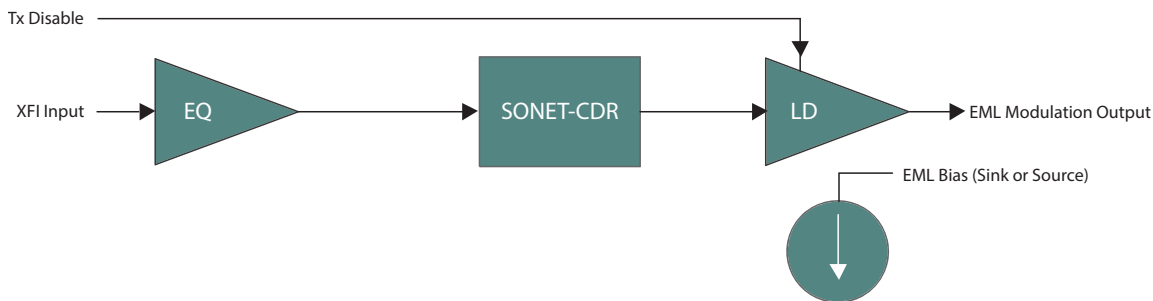 Tx Disable
XFI Input
EQ
SONET-CDR
LD
EML Modulation Output
EML Bias (Sink or Source)